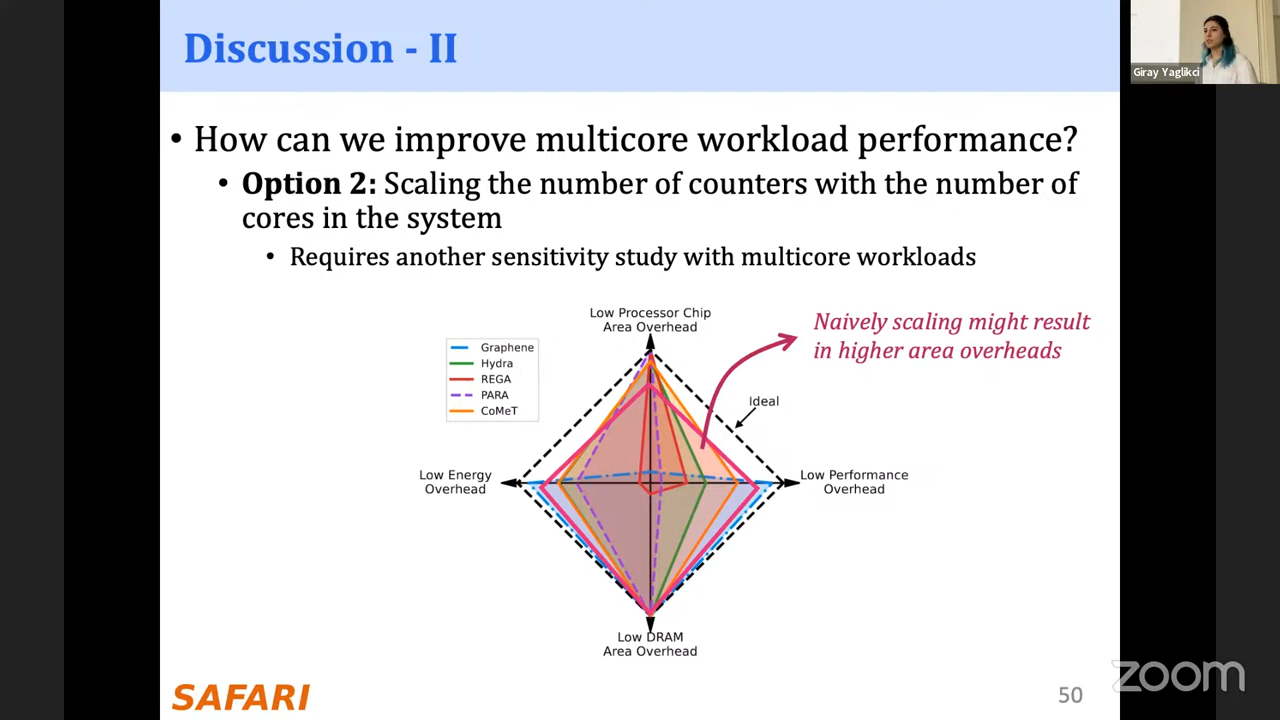 Discussion - II
Giray Yaglikci
• How can we improve multicore workload performance?
• Option 2: Scaling the number of counters with the number of
cores in the system
• Requires another sensitivity study with multicore workloads
Low Processor Chip
Area Overhead
Naively scaling might result
in higher area overheads
Graphene
Hydra
REGA
PARA
CoMeT
Ideal
Low Energy
Overhead
Low Performance
Overhead
Low DRAM
Area Overhead
SAFARI
50
zoom